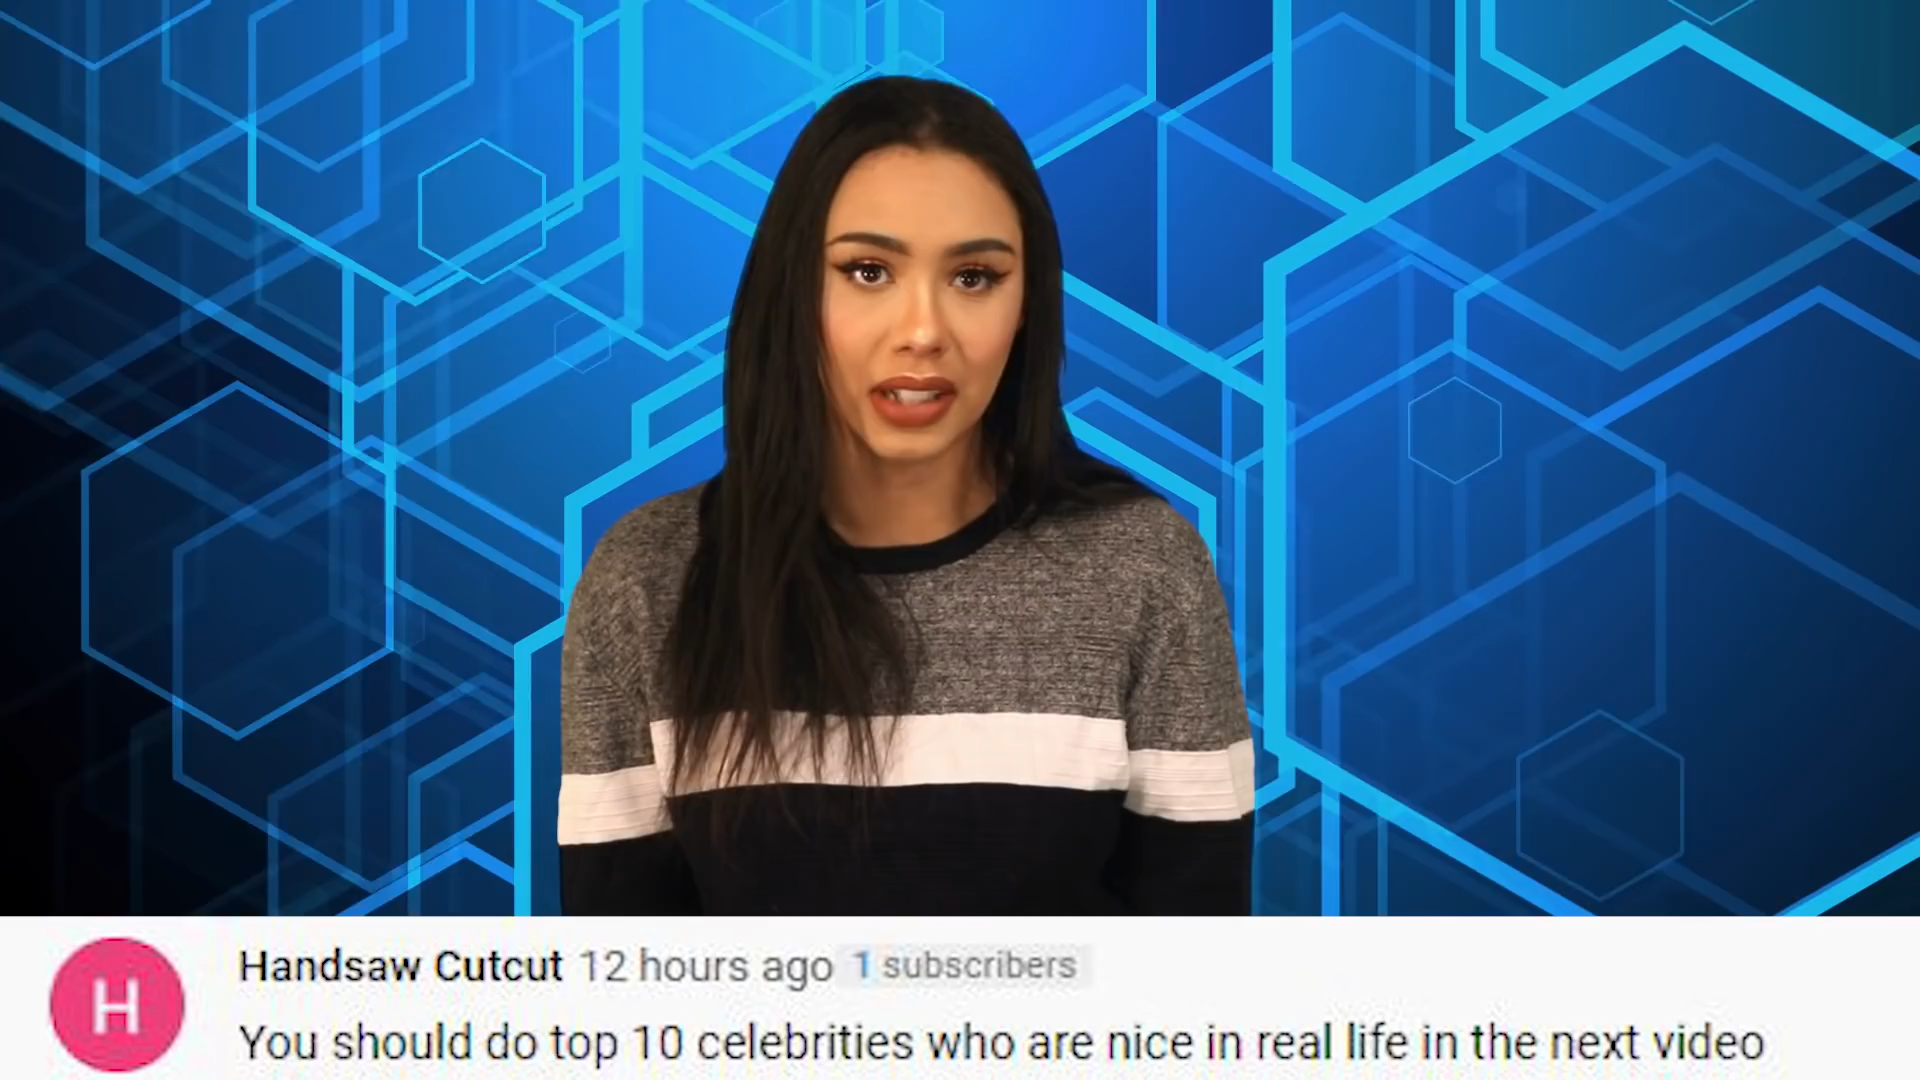 H
Handsaw Cutcut 12 hours ago 1 subscribers
You should do top 10 celebrities who are nice in real life in the next video